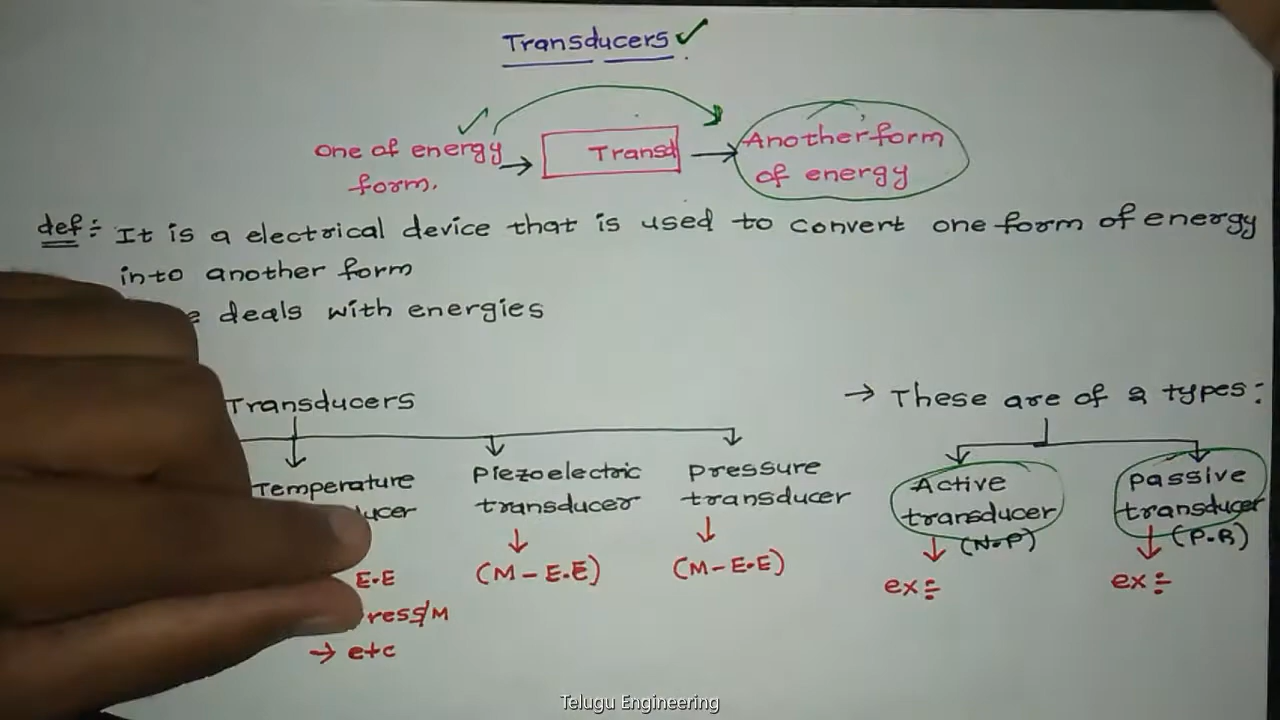 Transducers
one of energy form.
Transd
Another form of energy
def:- It is a electrical device that is used to convert one form of energy
into another form
deals with energies
Transducers
Temperature
Piezoelectric transducer
(M - E.E)
pressure transducer
(M - E.E)
E.E
ress/M
→ etc
→ These are of 2 types:
Active transducer
(N.P)
ex:-
passive transducer
(P.R)
ex:-
Telugu Engineering